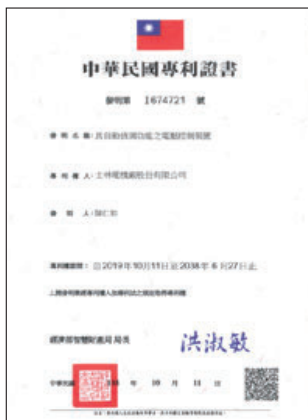 中華民國專利證書
發明第 I674721 號
發明名稱：具自動偵測功能之電動控制裝置
專利權人：士林電機廠股份有限公司
發明人：
專利權期間：自2019年10月11日至2038年6月27日止
上開發明業經專利權人依專利法之規定取得專利權
經濟部智慧財產局 局長 洪淑敏
中華民國 108 年 10 月 11 日